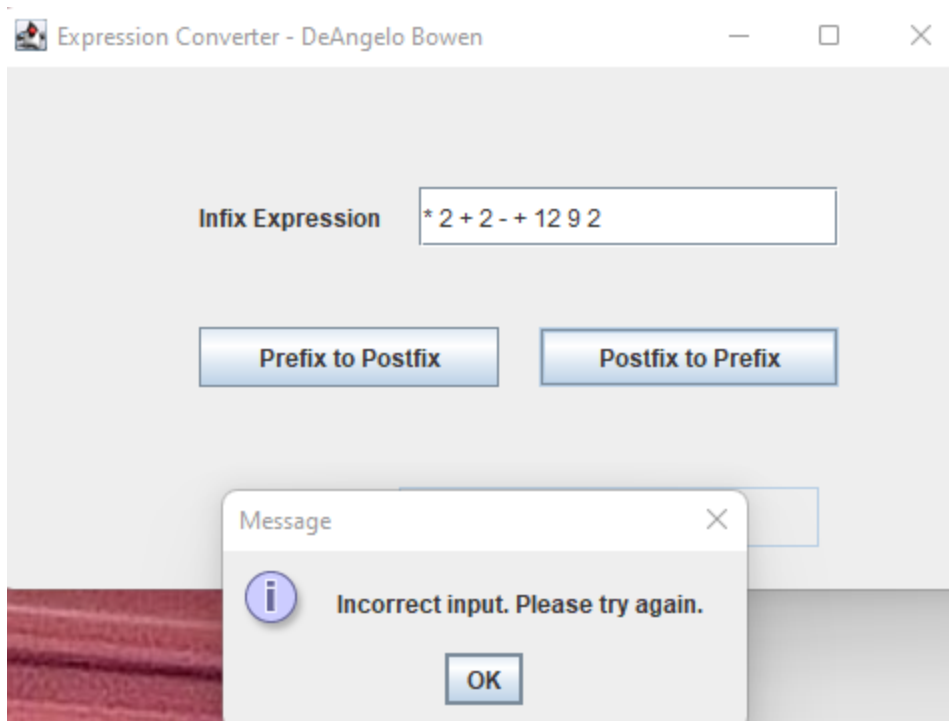 Expression Converter - DeAngelo Bowen
Infix Expression
* 2 + 2 - + 12 9 2
Prefix to Postfix
Postfix to Prefix
Message
Incorrect input. Please try again.
OK